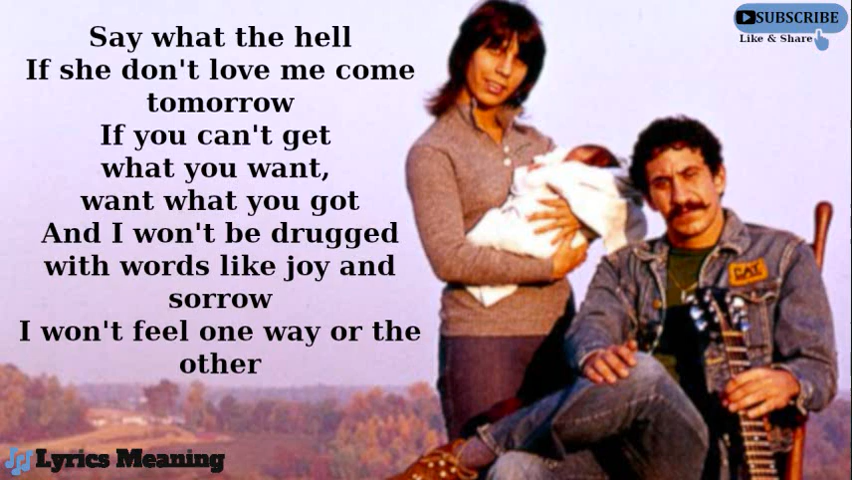 Say what the hell
If she don't love me come
tomorrow
If you can't get
what you want,
want what you got
And I won't be drugged
with words like joy and
sorrow
I won't feel one way or the
other
SUBSCRIBE
Like & Share
CAT
Lyrics Meaning